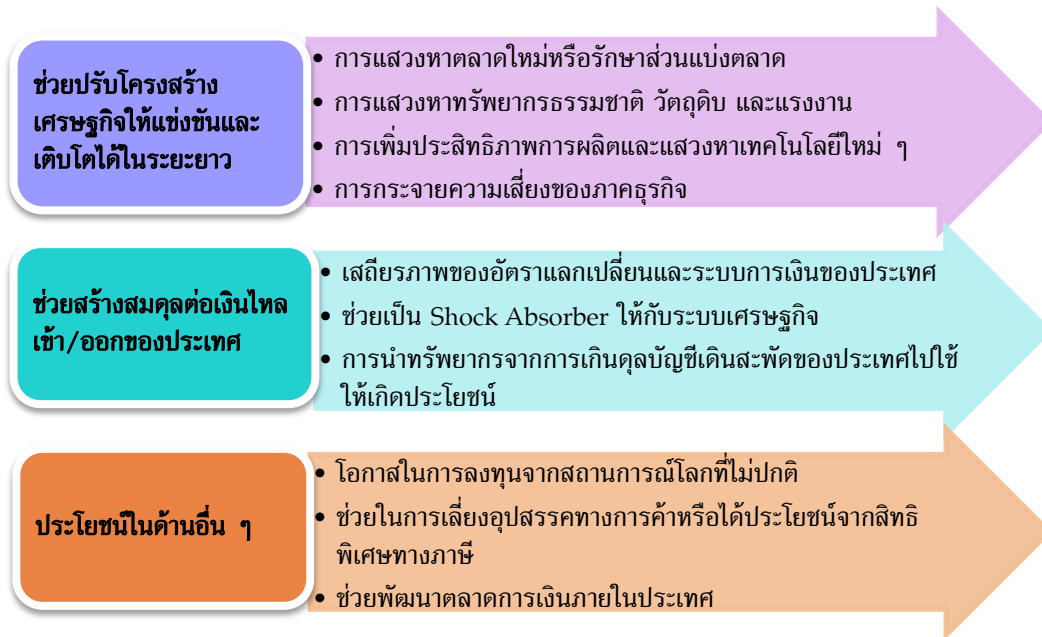 ช่วยปรับโครงสร้าง
เศรษฐกิจให้แข่งขันและ
เติบโตได้ในระยะยาว
• การแสวงหาตลาดใหม่หรือรักษาส่วนแบ่งตลาด
• การแสวงหาทรัพยากรธรรมชาติ วัตถุดิบ และแรงงาน
• การเพิ่มประสิทธิภาพการผลิตและแสวงหาเทคโนโลยีใหม่ ๆ
• การกระจายความเสี่ยงของภาคธุรกิจ
ช่วยสร้างสมดุลต่อเงินไหล
เข้า/ออกของประเทศ
• เสถียรภาพของอัตราแลกเปลี่ยนและระบบการเงินของประเทศ
• ช่วยเป็น Shock Absorber ให้กับระบบเศรษฐกิจ
• การนำทรัพยากรจากการเกินดุลบัญชีเดินสะพัดของประเทศไปใช้
ให้เกิดประโยชน์
ประโยชน์ในด้านอื่น ๆ
• โอกาสในการลงทุนจากสถานการณ์โลกที่ไม่ปกติ
• ช่วยในการเลี่ยงอุปสรรคทางการค้าหรือได้ประโยชน์จากสิทธิ
พิเศษทางภาษี
• ช่วยพัฒนาตลาดการเงินภายในประเทศ